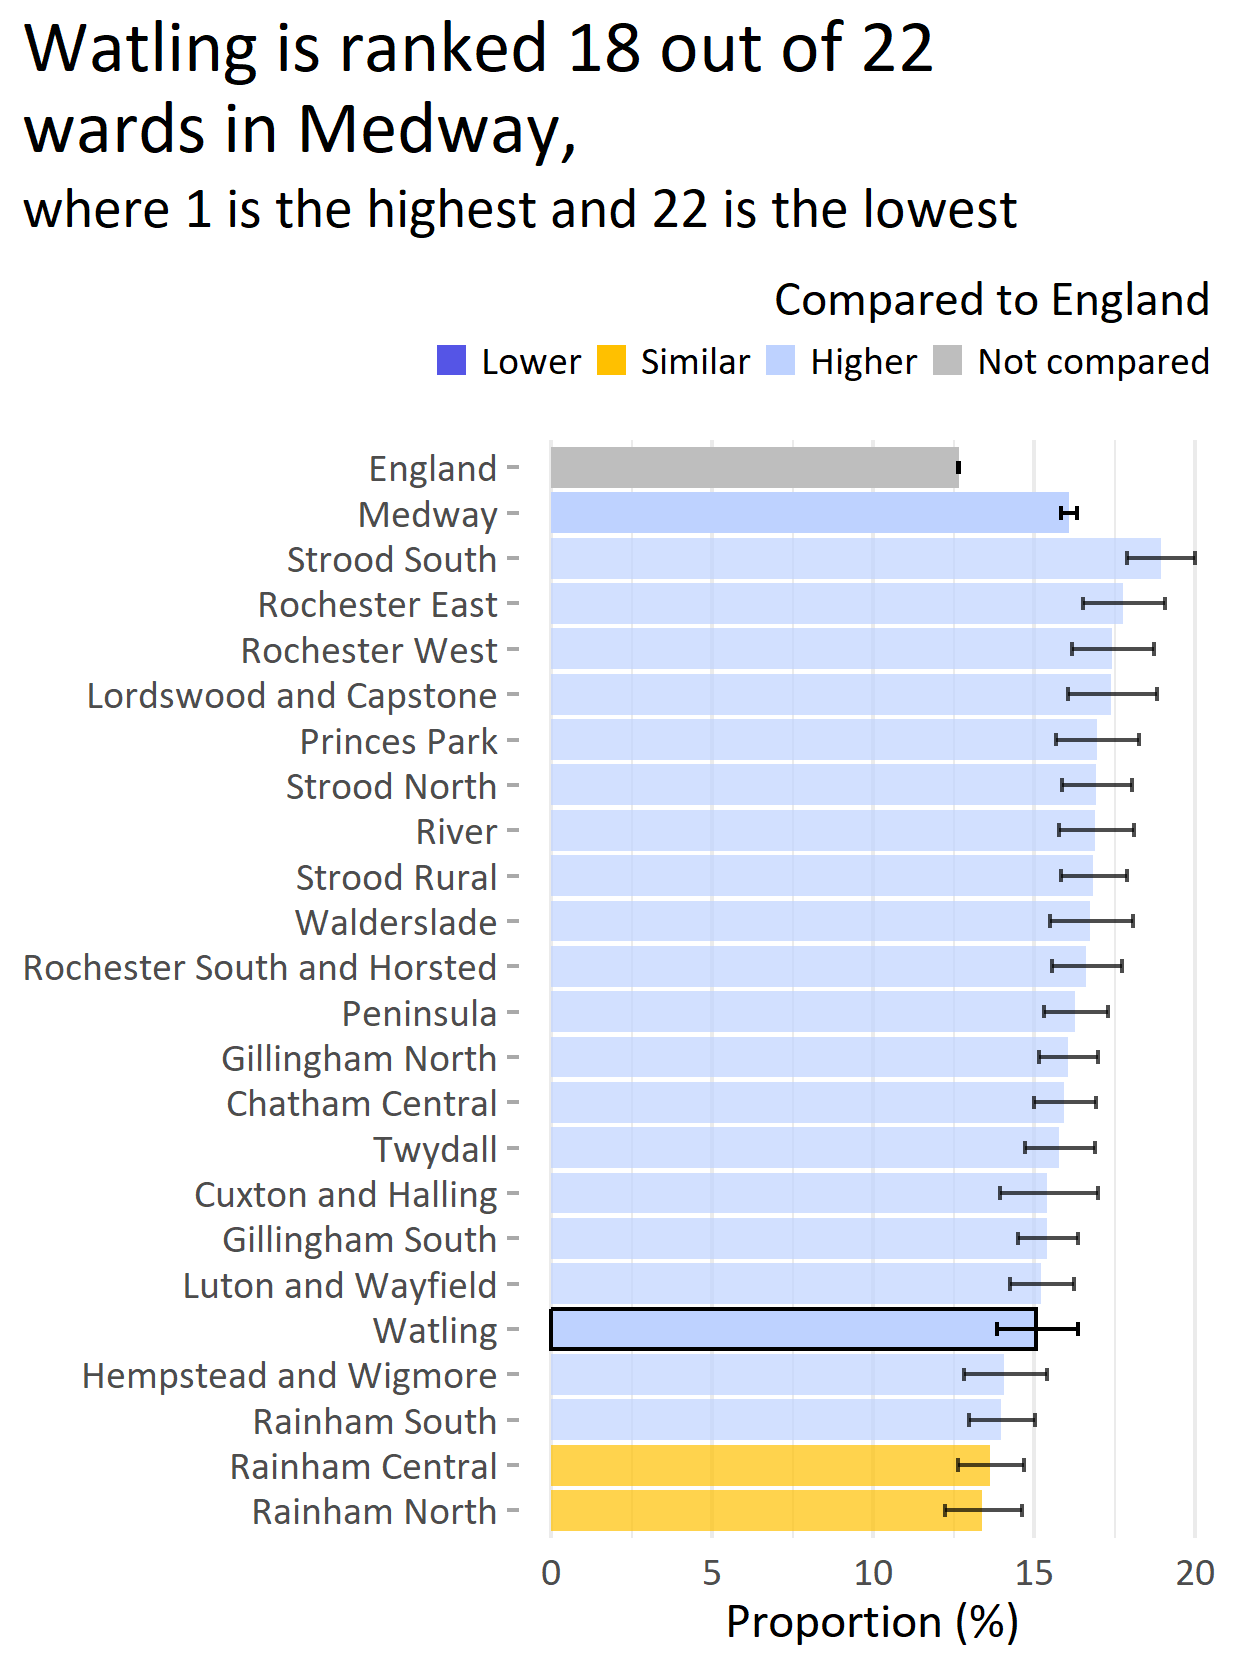 Watling is ranked 18 out of 22
wards in Medway,
where 1 is the highest and 22 is the lowest
Compared to England
Lower Similar Higher Not compared
England
Medway
Strood South
Rochester East
Rochester West
Lordswood and Capstone
Princes Park
Strood North
River
Strood Rural
Walderslade
Rochester South and Horsted
Peninsula
Gillingham North
Chatham Central
Twydall
Cuxton and Halling
Gillingham South
Luton and Wayfield
Watling
Hempstead and Wigmore
Rainham South
Rainham Central
Rainham North
0 5 10 15 20
Proportion (%)